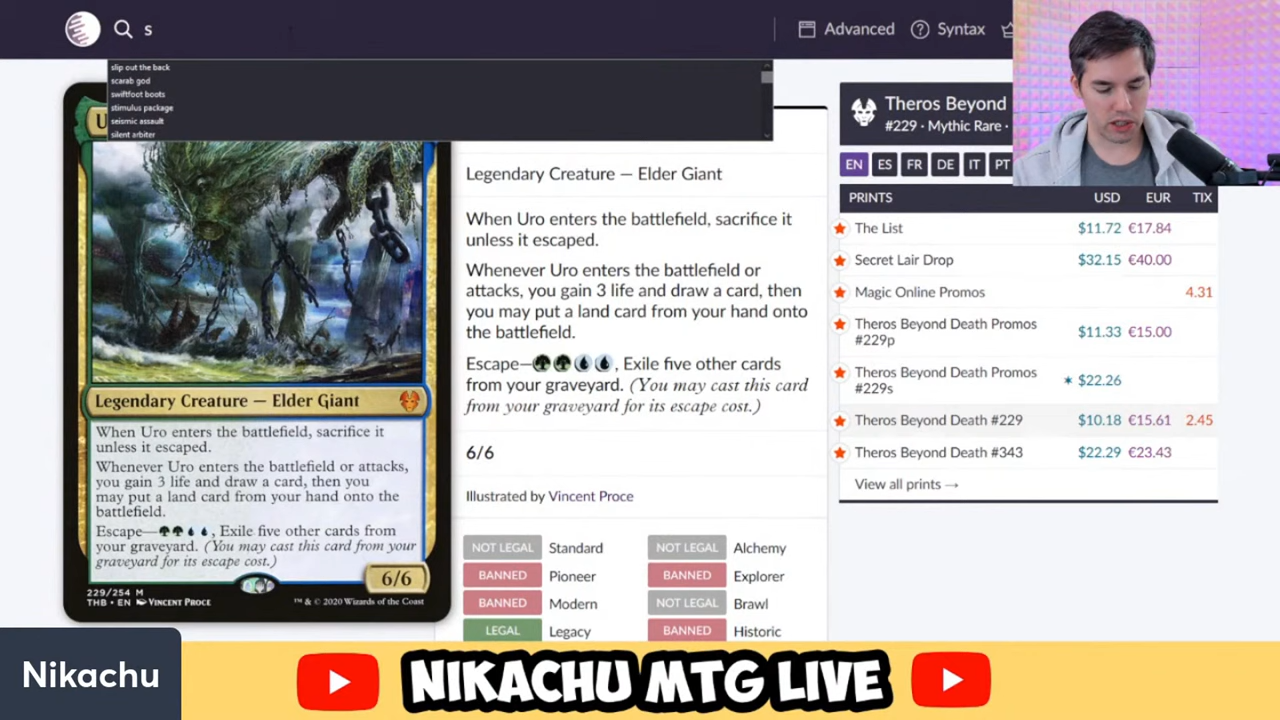 s
Advanced
Syntax
slip out the back
scarab god
swiftfoot boots
stimulus package
seismic assault
silent arbiter
U
Legendary Creature — Elder Giant
When Uro enters the battlefield, sacrifice it
unless it escaped.
Whenever Uro enters the battlefield or attacks,
you gain 3 life and draw a card, then you
may put a land card from your hand onto the
battlefield.
Escape—, Exile five other cards from
your graveyard. (You may cast this card from your
graveyard for its escape cost.)
6/6
229/254 M
THB • EN VINCENT PROCE
™ & © 2020 Wizards of the Coast
Legendary Creature — Elder Giant
When Uro enters the battlefield, sacrifice it
unless it escaped.
Whenever Uro enters the battlefield or
attacks, you gain 3 life and draw a card, then
you may put a land card from your hand onto
the battlefield.
Escape—, Exile five other cards
from your graveyard. (You may cast this card
from your graveyard for its escape cost.)
6/6
Illustrated by Vincent Proce
NOT LEGAL Standard NOT LEGAL Alchemy
BANNED Pioneer BANNED Explorer
BANNED Modern NOT LEGAL Brawl
LEGAL Legacy BANNED Historic
Theros Beyond
#229 · Mythic Rare ·
EN ES FR DE IT PT
PRINTS USD EUR TIX
The List $11.72 €17.84
Secret Lair Drop $32.15 €40.00
Magic Online Promos 4.31
Theros Beyond Death Promos
#229p $11.33 €15.00
Theros Beyond Death Promos
#229s $22.26
Theros Beyond Death #229 $10.18 €15.61 2.45
Theros Beyond Death #343 $22.29 €23.43
View all prints →
Nikachu
NIKACHU MTG LIVE